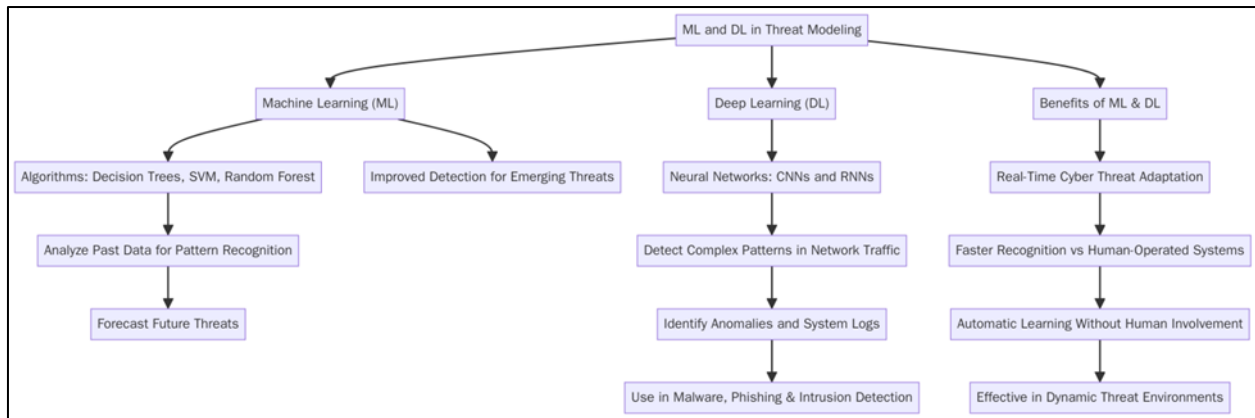 ML and DL in Threat Modeling
Machine Learning (ML)
Deep Learning (DL)
Benefits of ML & DL
Algorithms: Decision Trees, SVM, Random Forest
Improved Detection for Emerging Threats
Neural Networks: CNNs and RNNs
Real-Time Cyber Threat Adaptation
Analyze Past Data for Pattern Recognition
Detect Complex Patterns in Network Traffic
Faster Recognition vs Human-Operated Systems
Forecast Future Threats
Identify Anomalies and System Logs
Automatic Learning Without Human Involvement
Use in Malware, Phishing & Intrusion Detection
Effective in Dynamic Threat Environments